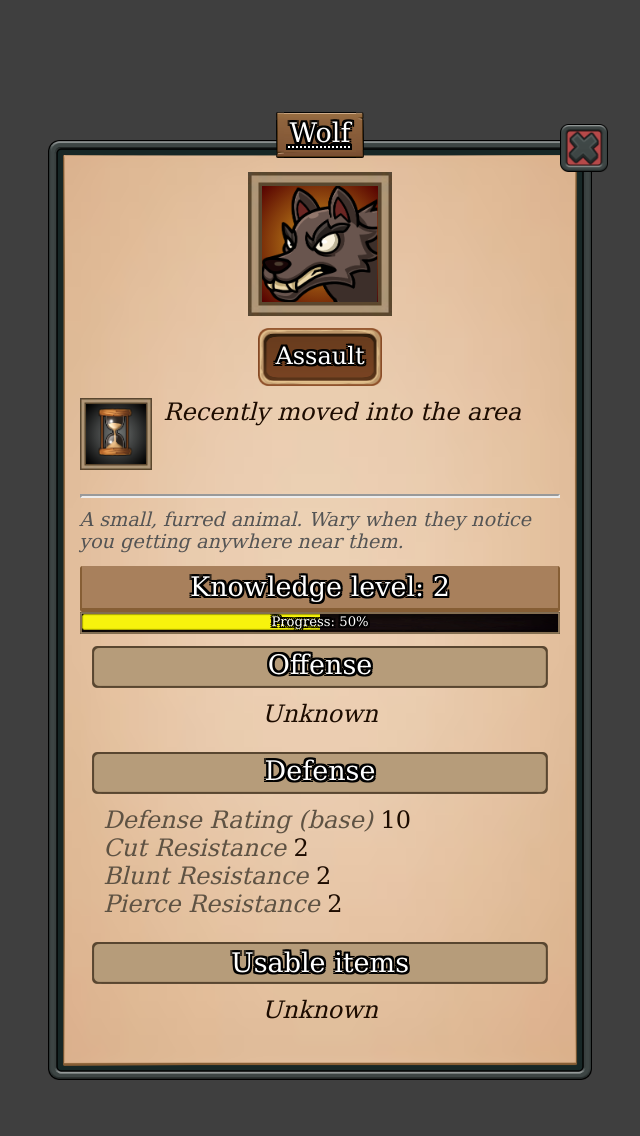 Wolf
Assault
Recently moved into the area
A small, furred animal. Wary when they notice
you getting anywhere near them.
Knowledge level: 2
Progress: 50%
Offense
Unknown
Defense
Defense Rating (base) 10
Cut Resistance 2
Blunt Resistance 2
Pierce Resistance 2
Usable items
Unknown